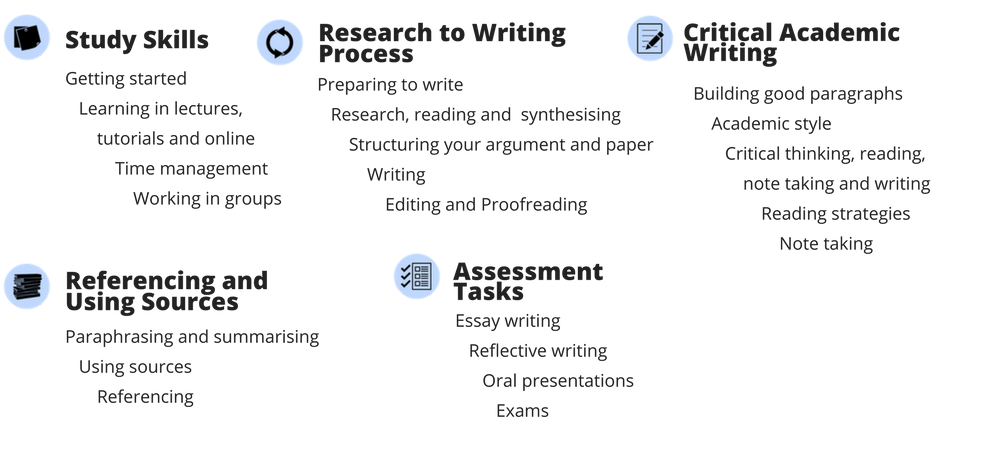 Study Skills
Getting started
Learning in lectures,
tutorials and online
Time management
Working in groups
Research to Writing
Process
Preparing to write
Research, reading and  synthesising
Structuring your argument and paper
Writing
Editing and Proofreading
Critical Academic
Writing
Building good paragraphs
Academic style
Critical thinking, reading,
note taking and writing
Reading strategies
Note taking
Referencing and
Using Sources
Paraphrasing and summarising
Using sources
Referencing
Assessment
Tasks
Essay writing
Reflective writing
Oral presentations
Exams